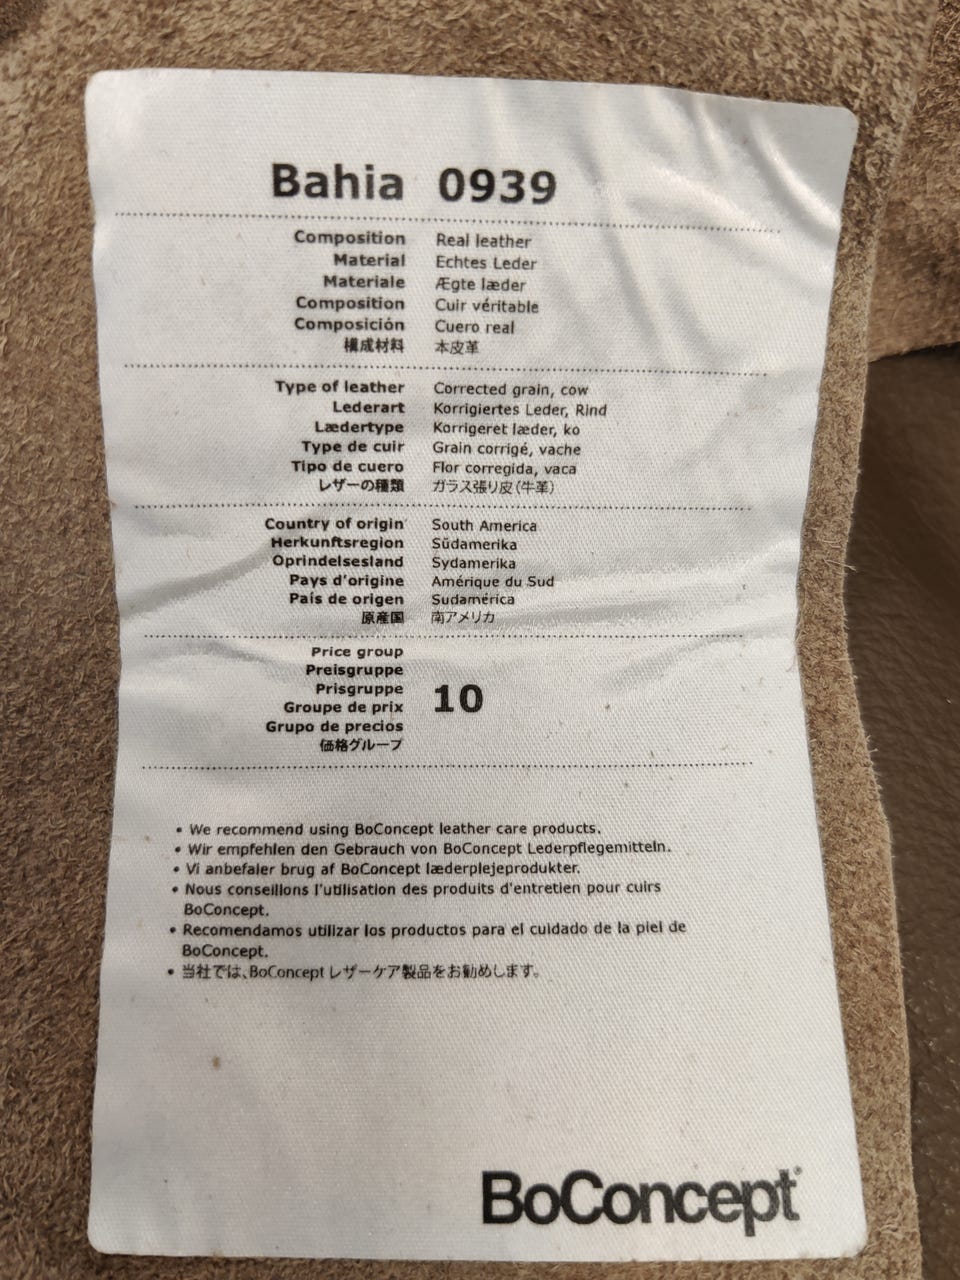 Bahia 0939
Composition Real leather
Material Echtes Leder
Materiale Ægte læder
Composition Cuir véritable
Composición Cuero real
構成材料 本皮革
Type of leather Corrected grain, cow
Lederart Korrigiertes Leder, Rind
Lædertype Korrigeret læder, ko
Type de cuir Grain corrigé, vache
Tipo de cuero Flor corregida, vaca
レザーの種類 ガラス張り皮(牛革)
Country of origin South America
Herkunftsregion Südamerika
Oprindelsesland Sydamerika
Pays d'origine Amérique du Sud
País de origen Sudamérica
原産国 南アメリカ
Price group
Preisgruppe
Prisgruppe 10
Groupe de prix
Grupo de precios
価格グループ
• We recommend using BoConcept leather care products.
• Wir empfehlen den Gebrauch von BoConcept Lederpflegemitteln.
• Vi anbefaler brug af BoConcept læderplejeprodukter.
• Nous conseillons l'utilisation des produits d'entretien pour cuirs
BoConcept.
• Recomendamos utilizar los productos para el cuidado de la piel de
BoConcept.
• 当社では、BoConcept レザーケア製品をお勧めします。
BoConcept®